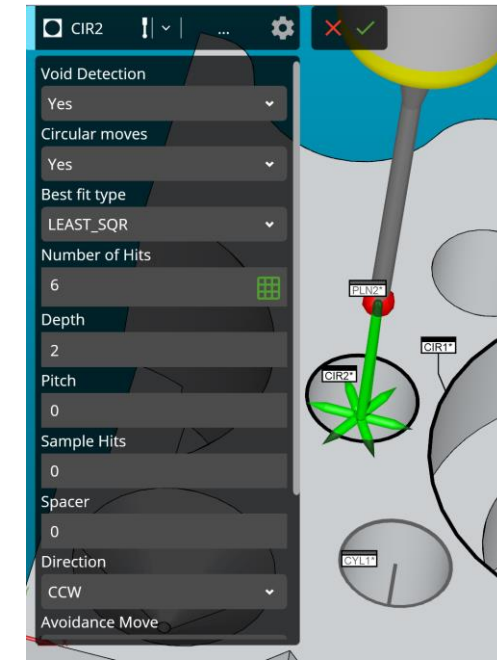 CIR2
...
Void Detection
Yes
Circular moves
Yes
Best fit type
LEAST_SQR
Number of Hits
6
Depth
2
Pitch
0
Sample Hits
0
Spacer
0
Direction
CCW
Avoidance Move
PLN2*
CIR1*
CIR2*
CYL1*